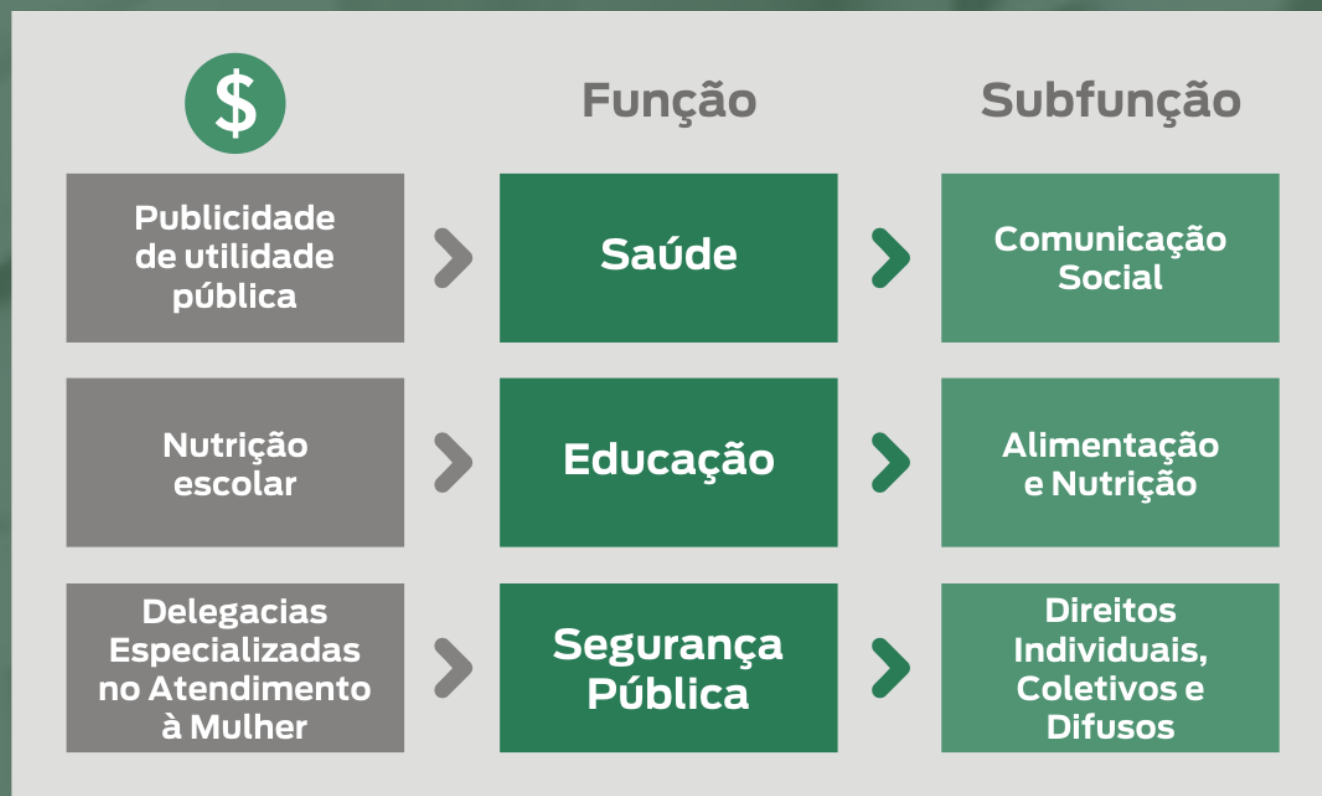 $
Função
Subfunção
Publicidade
de utilidade
pública
Saúde
Comunicação
Social
Nutrição
escolar
Educação
Alimentação
e Nutrição
Delegacias
Especializadas
no Atendimento
à Mulher
Segurança
Pública
Direitos
Individuais,
Coletivos e
Difusos